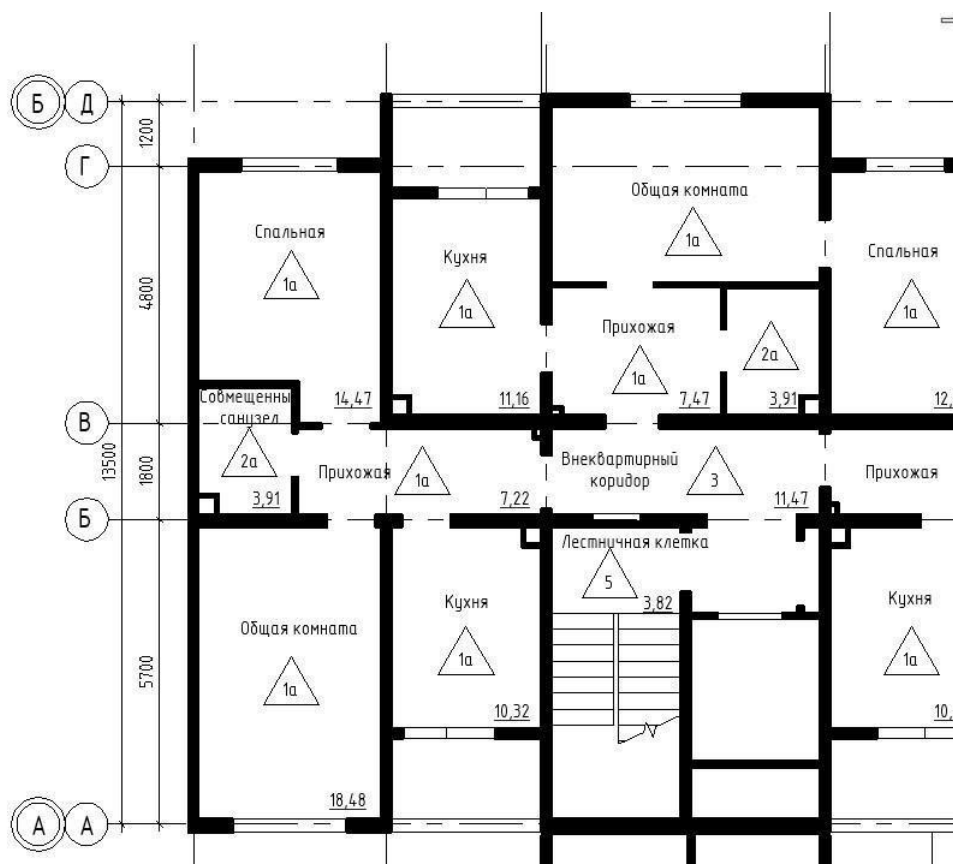 Б Д
1200
Г
Общая комната
1а
Спальная
1а
Кухня
1а
Спальная
1а
4800
Прихожая
1а
2а
14,47
11,16
7,47
3,91
12,
Совмещенны
санузел
В
13500
1800
2а
Прихожая
1а
Внеквартирный
коридор
3
Прихожая
3,91
7,22
11,47
Б
Лестничная клетка
5
3,82
Кухня
1а
Кухня
1а
Общая комната
1а
5700
10,32
10,
18,48
А А